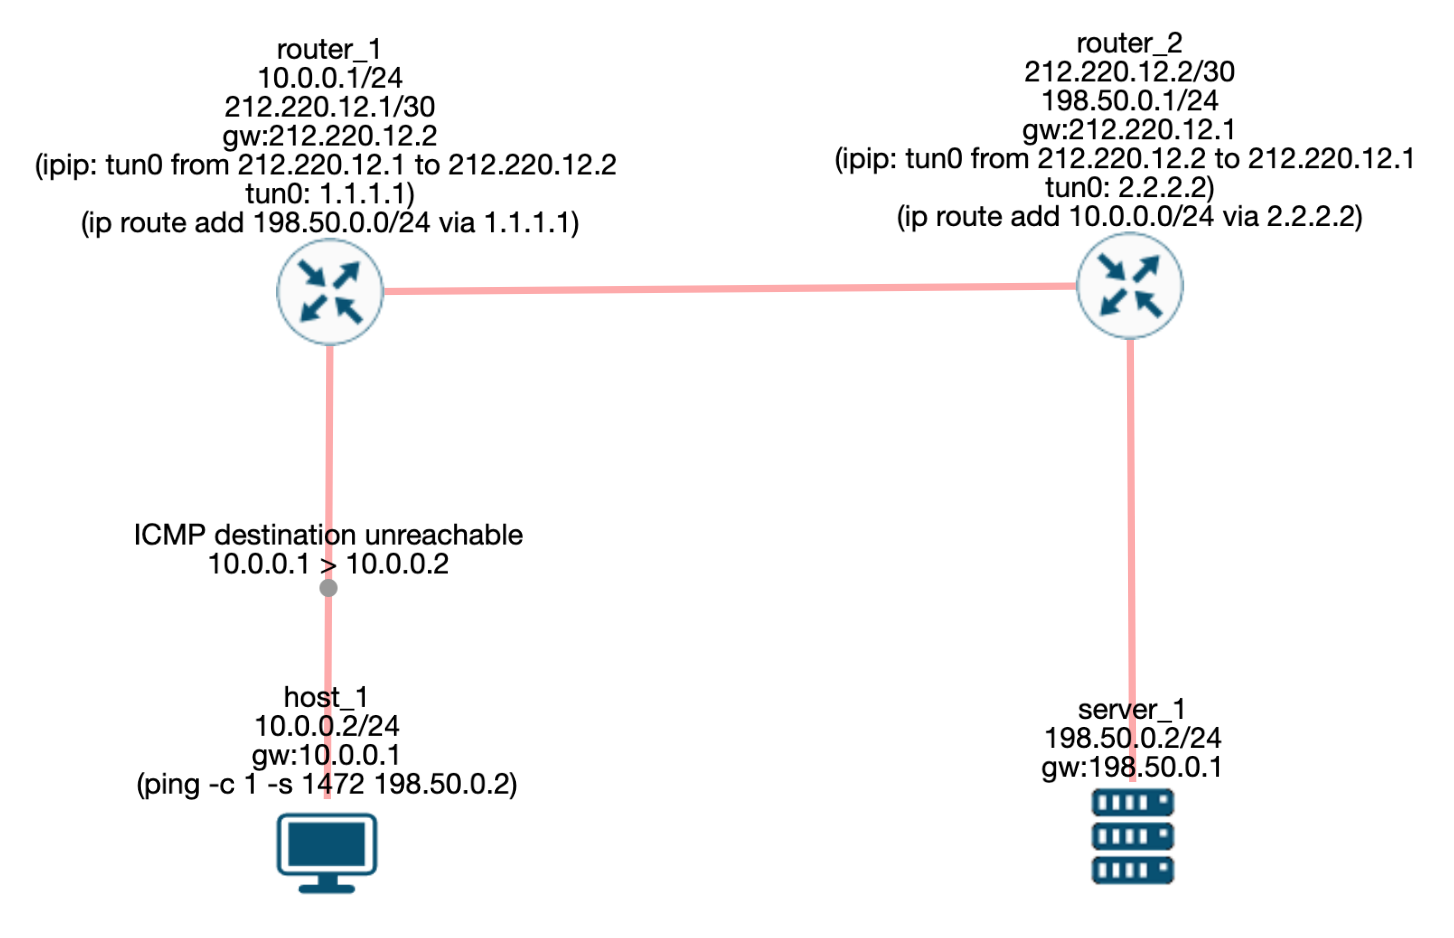 router_1
10.0.0.1/24
212.220.12.1/30
gw:212.220.12.2
(ipip: tun0 from 212.220.12.1 to 212.220.12.2
tun0: 1.1.1.1)
(ip route add 198.50.0.0/24 via 1.1.1.1)
router_2
212.220.12.2/30
198.50.0.1/24
gw:212.220.12.1
(ipip: tun0 from 212.220.12.2 to 212.220.12.1
tun0: 2.2.2.2)
(ip route add 10.0.0.0/24 via 2.2.2.2)
ICMP destination unreachable
10.0.0.1 > 10.0.0.2
host_1
10.0.0.2/24
gw:10.0.0.1
(ping -c 1 -s 1472 198.50.0.2)
server_1
198.50.0.2/24
gw:198.50.0.1